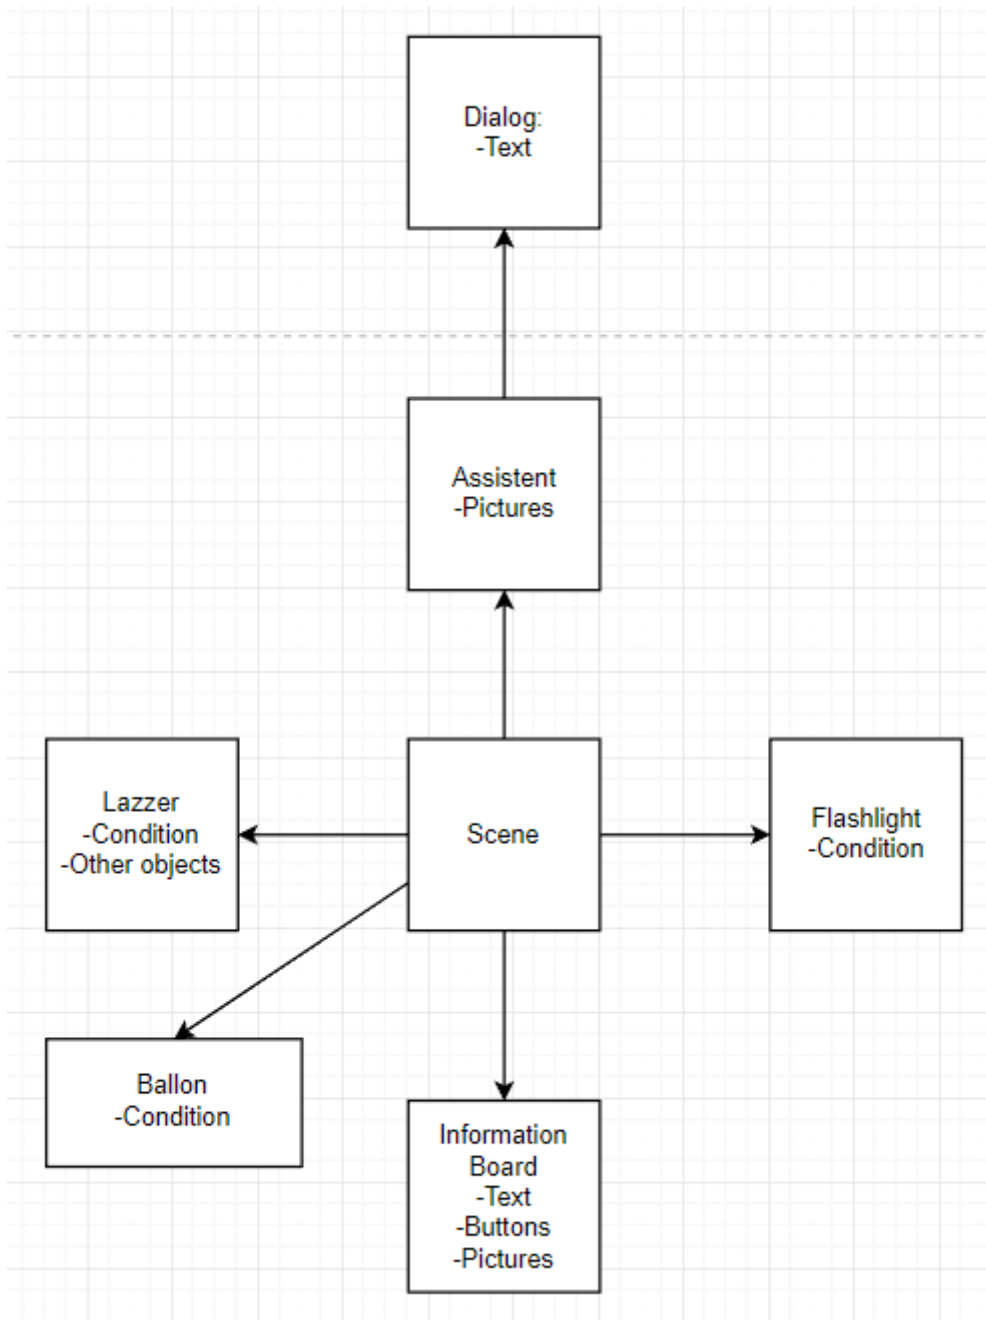 Dialog:
-Text
Assistent
-Pictures
Lazzer
-Condition
-Other objects
Scene
Flashlight
-Condition
Ballon
-Condition
Information
Board
-Text
-Buttons
-Pictures